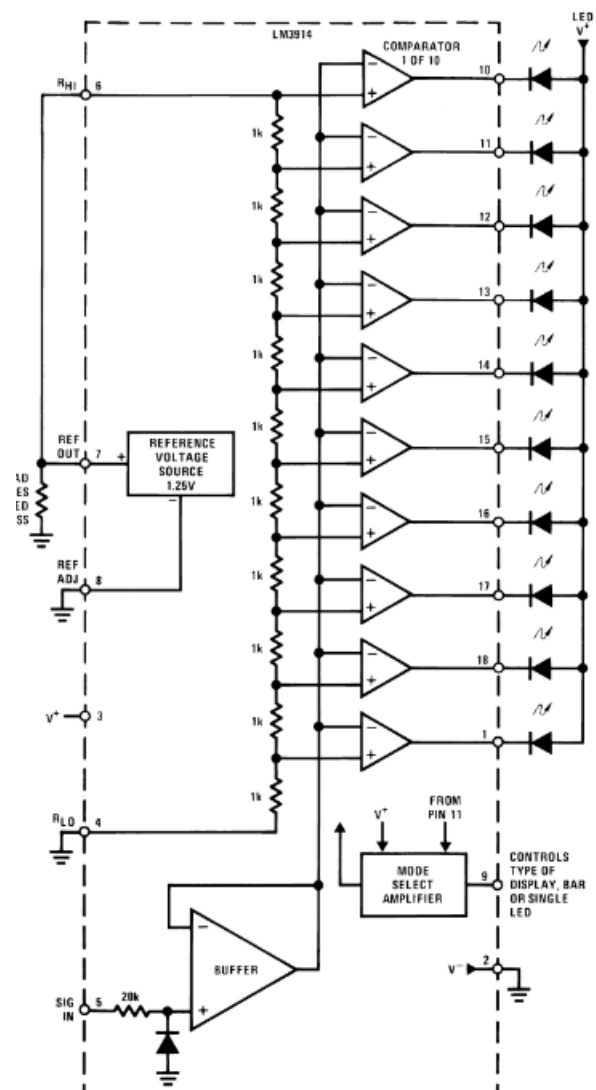 LED
V+
LM3914
COMPARATOR
1 OF 10
RHI
6
10
1k
11
1k
12
1k
13
1k
14
1k
15
REF
OUT
7
+
REFERENCE
VOLTAGE
SOURCE
1.25V
−
1k
16
1k
17
REF
ADJ
8
1k
18
1k
1
V+
3
1k
RLO
4
V+
FROM
PIN 11
MODE
SELECT
AMPLIFIER
9
CONTROLS
TYPE OF
DISPLAY, BAR
OR SINGLE
LED
−
BUFFER
+
V−
2
SIG
IN
5
20k